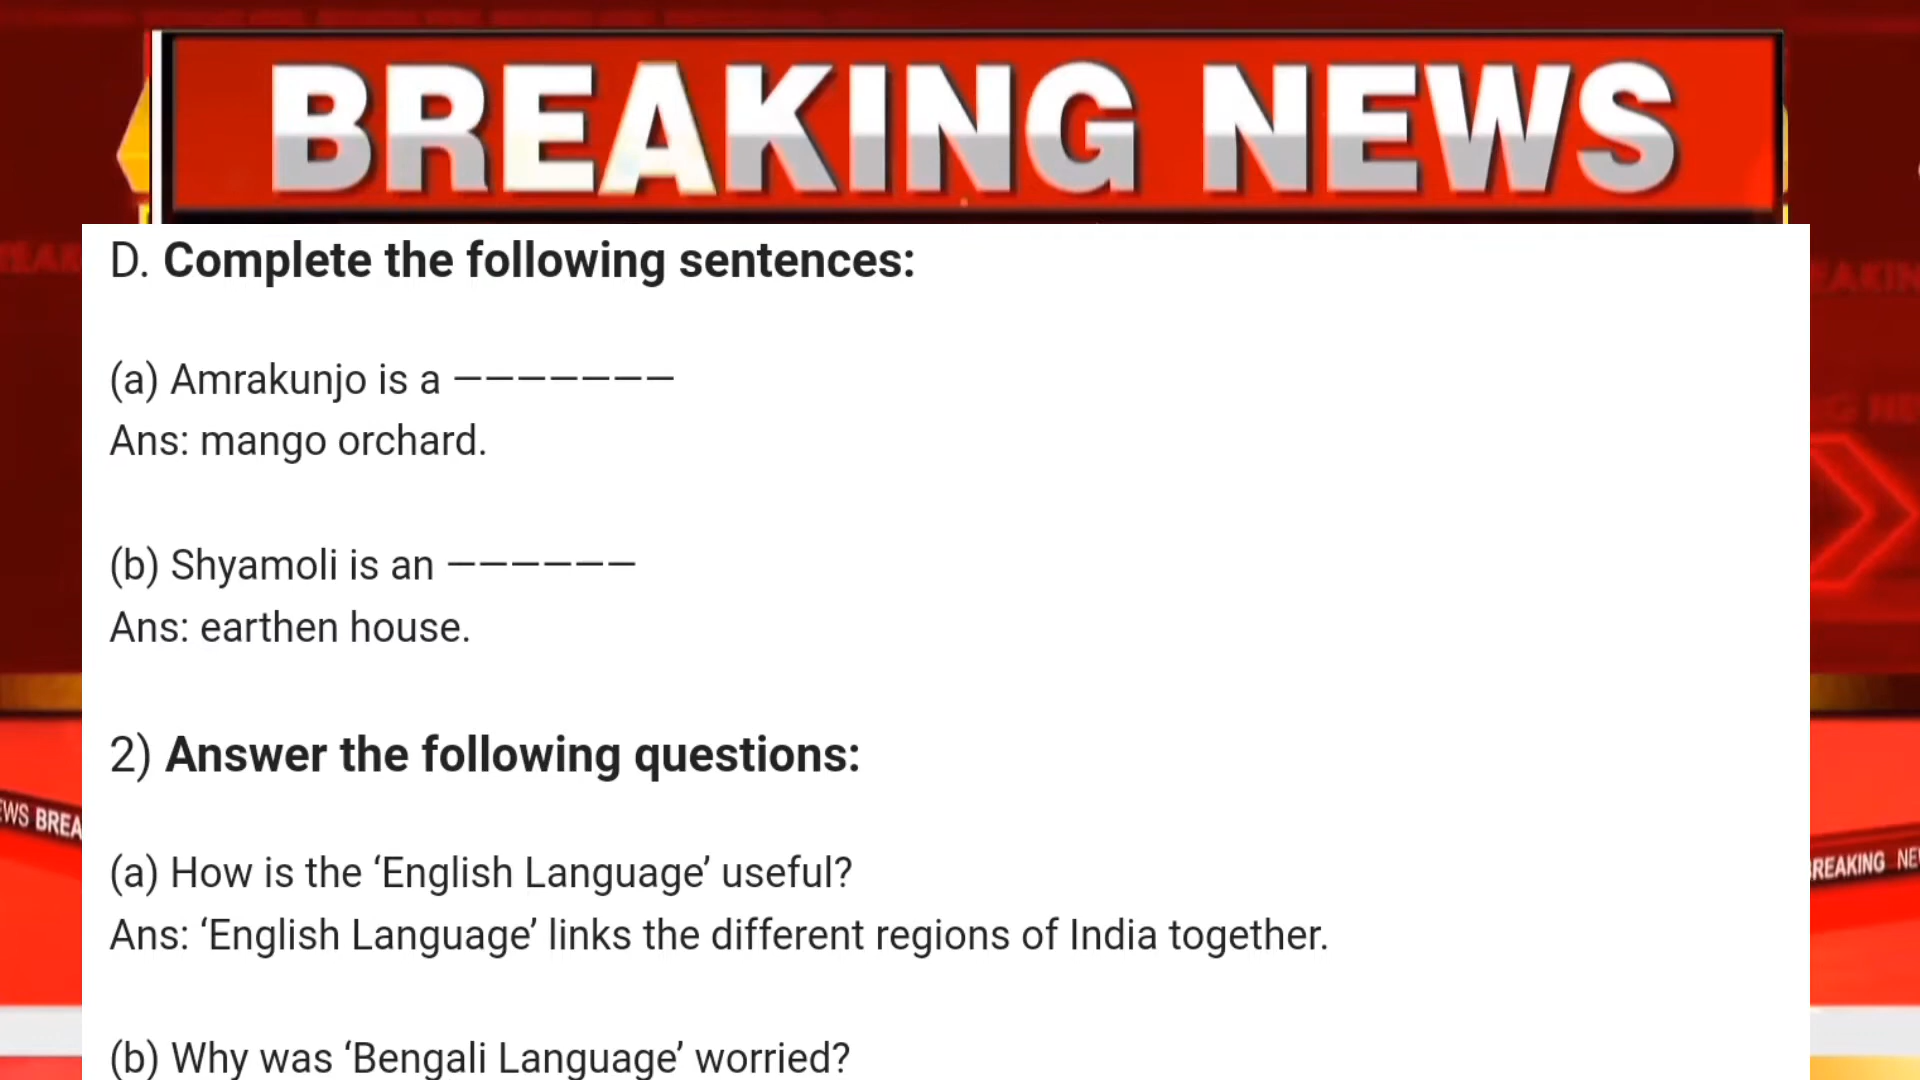 BREAKING NEWS
D. Complete the following sentences:
(a) Amrakunjo is a –––––––
Ans: mango orchard.
(b) Shyamoli is an ––––––
Ans: earthen house.
2) Answer the following questions:
(a) How is the ‘English Language’ useful?
Ans: ‘English Language’ links the different regions of India together.
(b) Why was ‘Bengali Language’ worried?